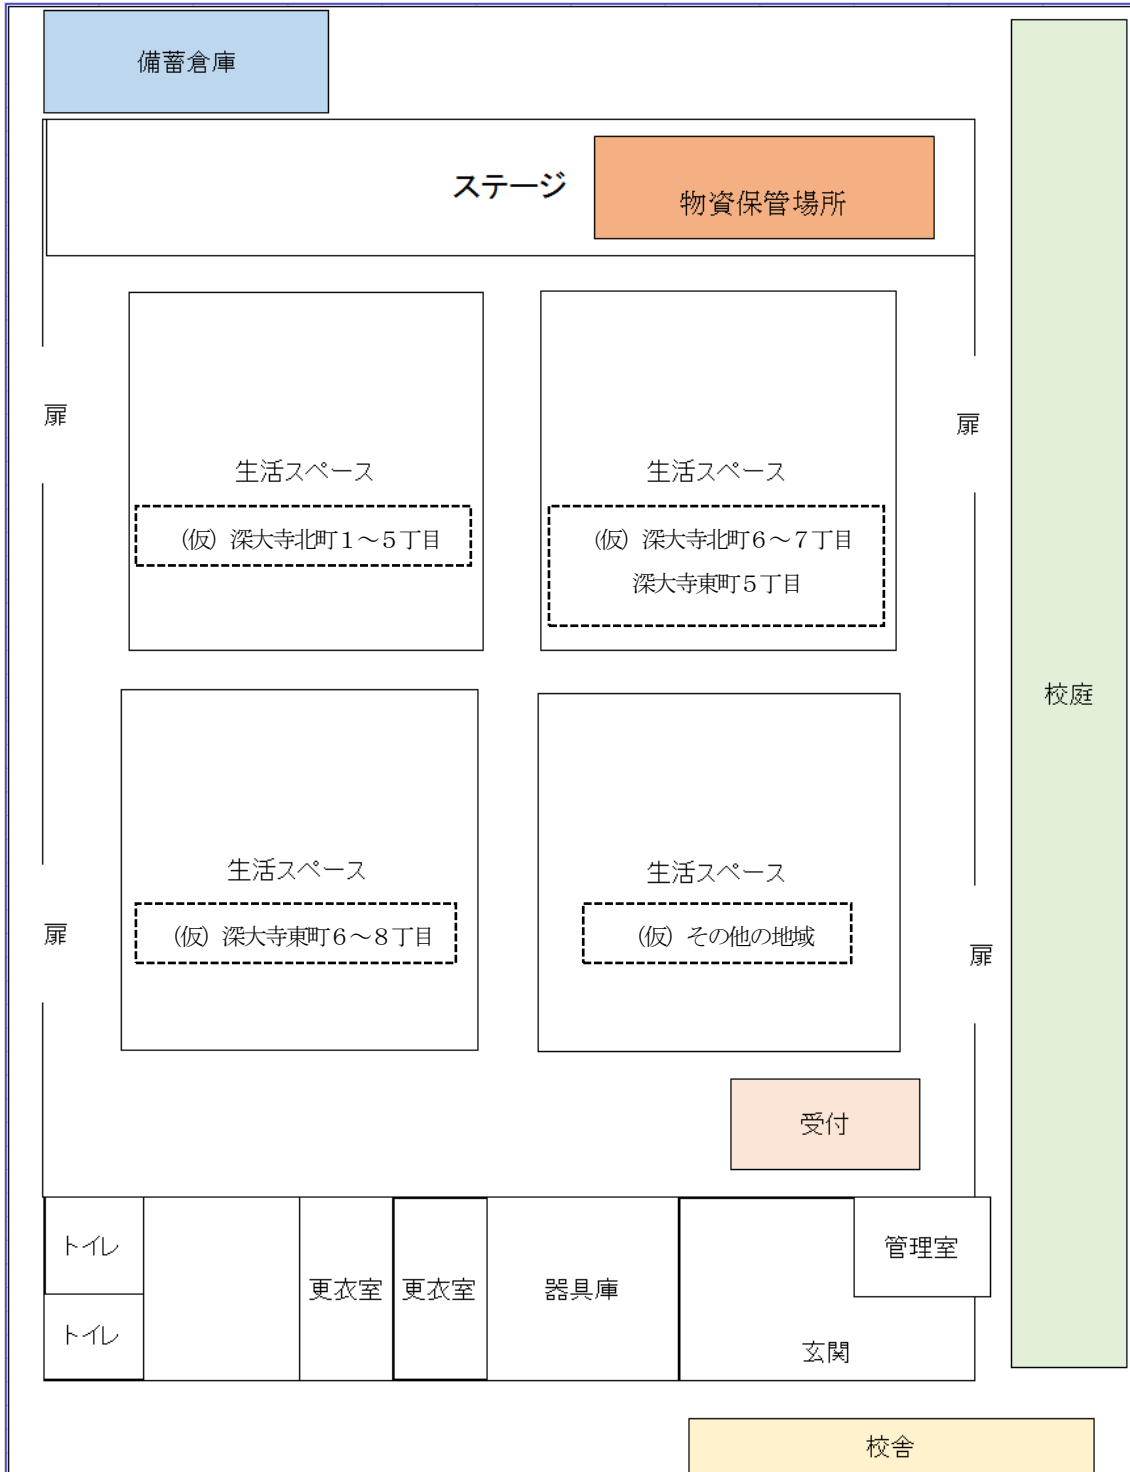 備蓄倉庫
ステージ
物資保管場所
扉
扉
生活スペース
(仮) 深大寺北町1～5丁目
生活スペース
(仮) 深大寺北町6～7丁目
深大寺東町5丁目
校庭
生活スペース
(仮) 深大寺東町6～8丁目
生活スペース
(仮) その他の地域
扉
扉
受付
トイレ
トイレ
更衣室
更衣室
器具庫
管理室
玄関
校舎